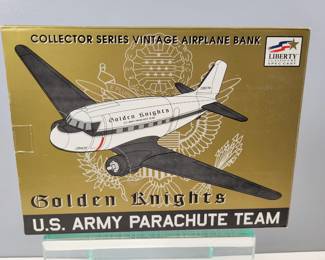 COLLECTOR SERIES VINTAGE AIRPLANE BANK
LIBERTY
Golden Knights
Golden Knights
U.S. ARMY PARACHUTE TEAM